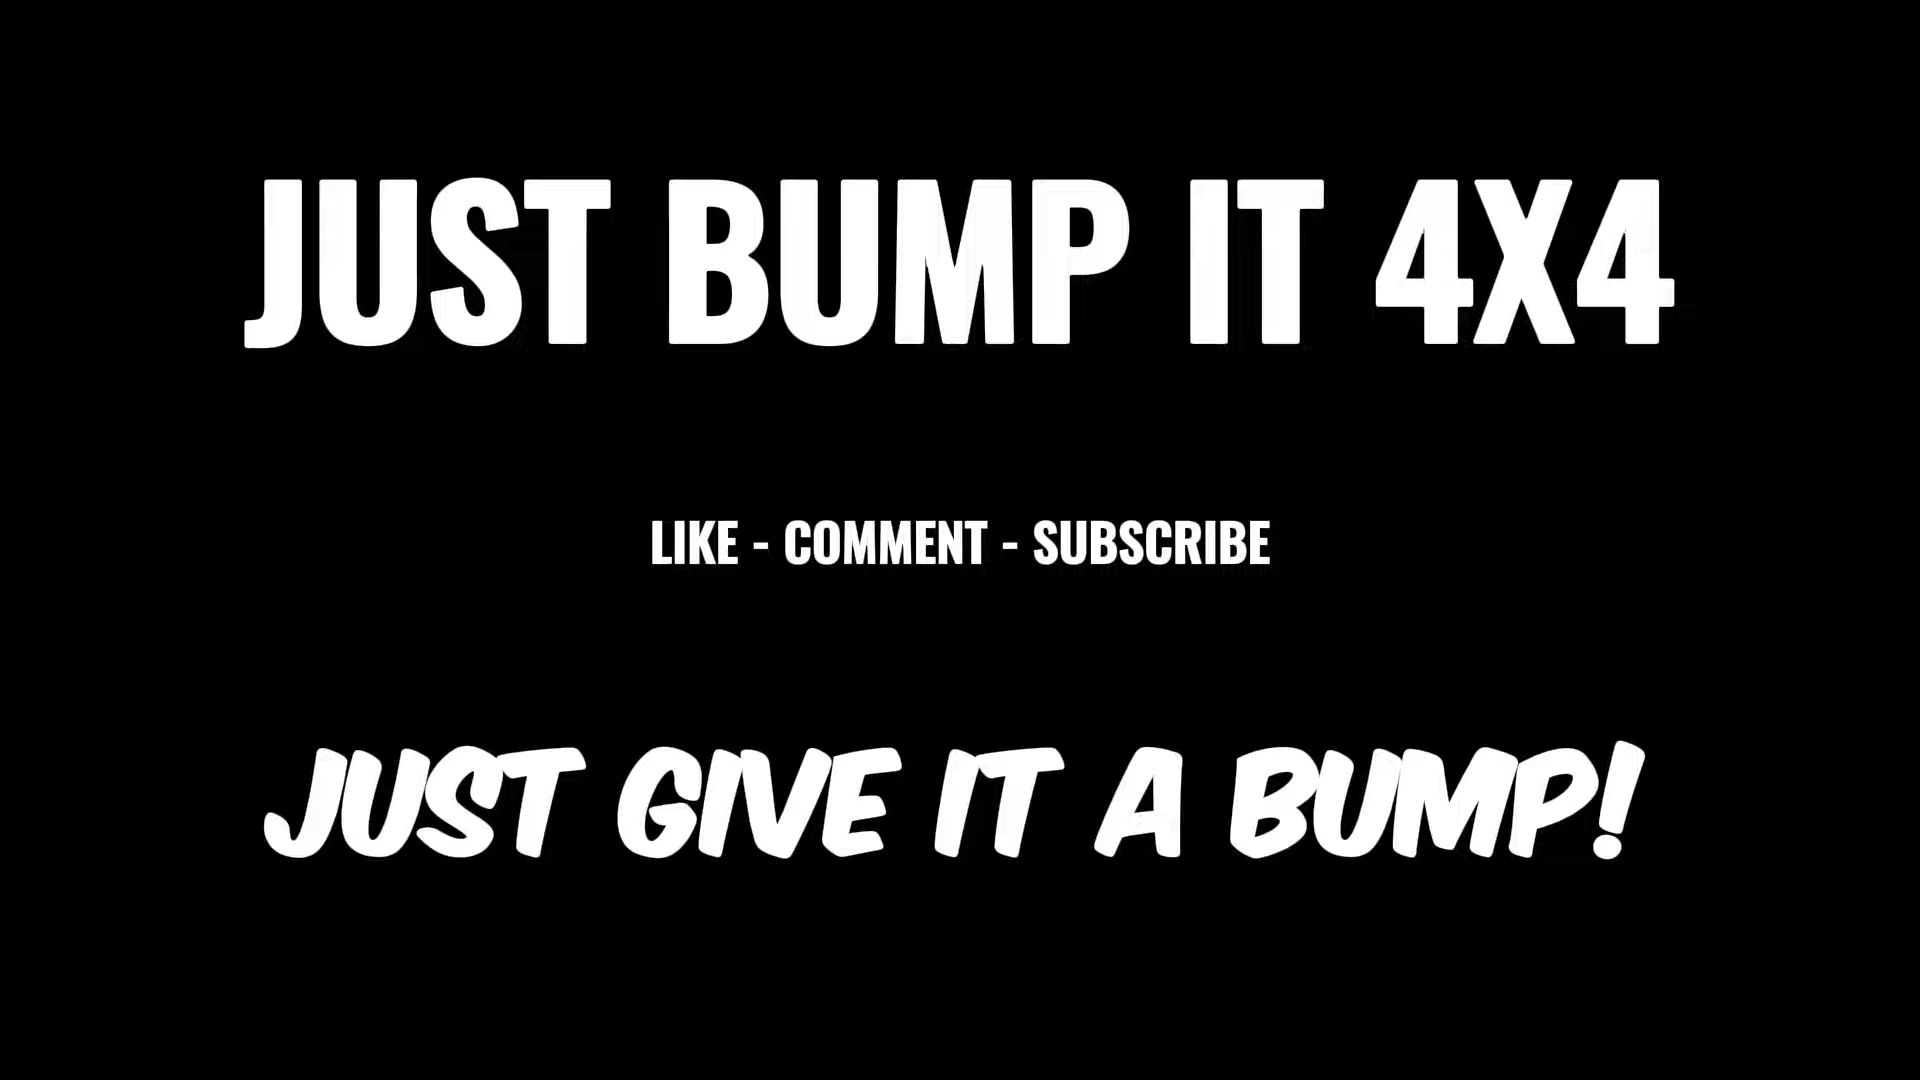 JUST BUMP IT 4X4
LIKE - COMMENT - SUBSCRIBE
JUST GIVE IT A BUMP!